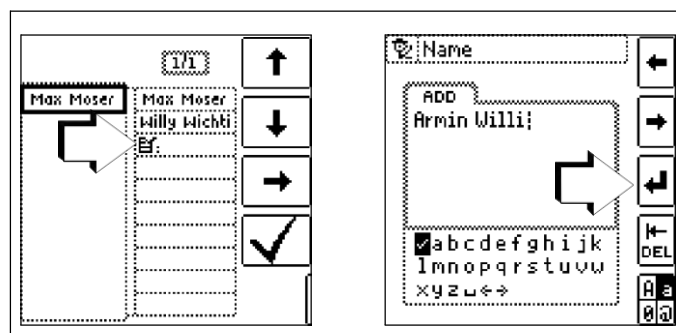 1/1
Max Moser
Max Moser
Willy Wichti
Name
ADD
Armin Willi
abcdefghijk
lmnopqrstuvw
xyz
DEL
A a
0 @